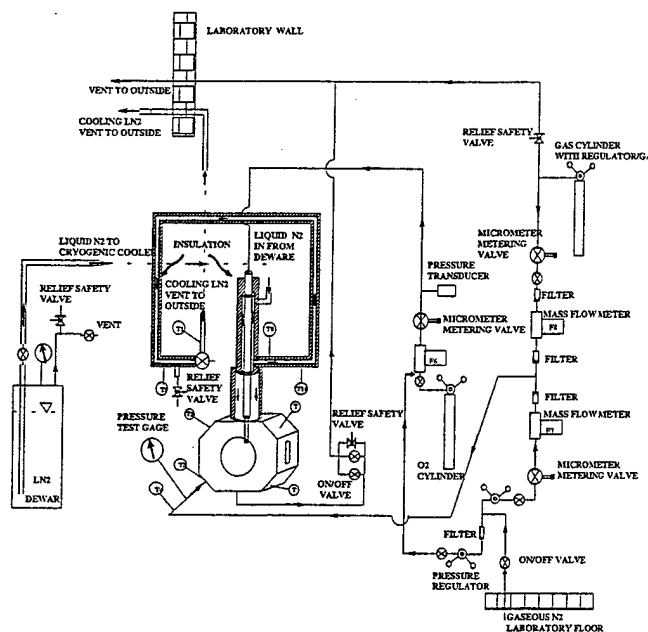 LABORATORY WALL
VENT TO OUTSIDE
COOLING LN2
VENT TO OUTSIDE
RELIEF SAFETY
VALVE
GAS CYLINDER
WITH REGULATOR/GA
LIQUID N2 TO
CRYOGENIC COOLER
INSULATION
LIQUID N2
IN FROM
DEWARE
MICROMETER
METERING VALVE
RELIEF SAFETY
VALVE
VENT
COOLING LN2
VENT TO
OUTSIDE
PRESSURE
TRANSDUCER
FILTER
MASS FLOW METER
F8
MICROMETER
METERING VALVE
FILTER
F6
RELIEF
SAFETY
VALVE
FILTER
MASS FLOW METER
F7
PRESSURE
TEST GAGE
RELIEF SAFETY
VALVE
O2
CYLINDER
LN2
DEWAR
ON/OFF
VALVE
MICROMETER
METERING VALVE
FILTER
PRESSURE
REGULATOR
ON/OFF VALVE
GASEOUS N2
LABORATORY FLOOR